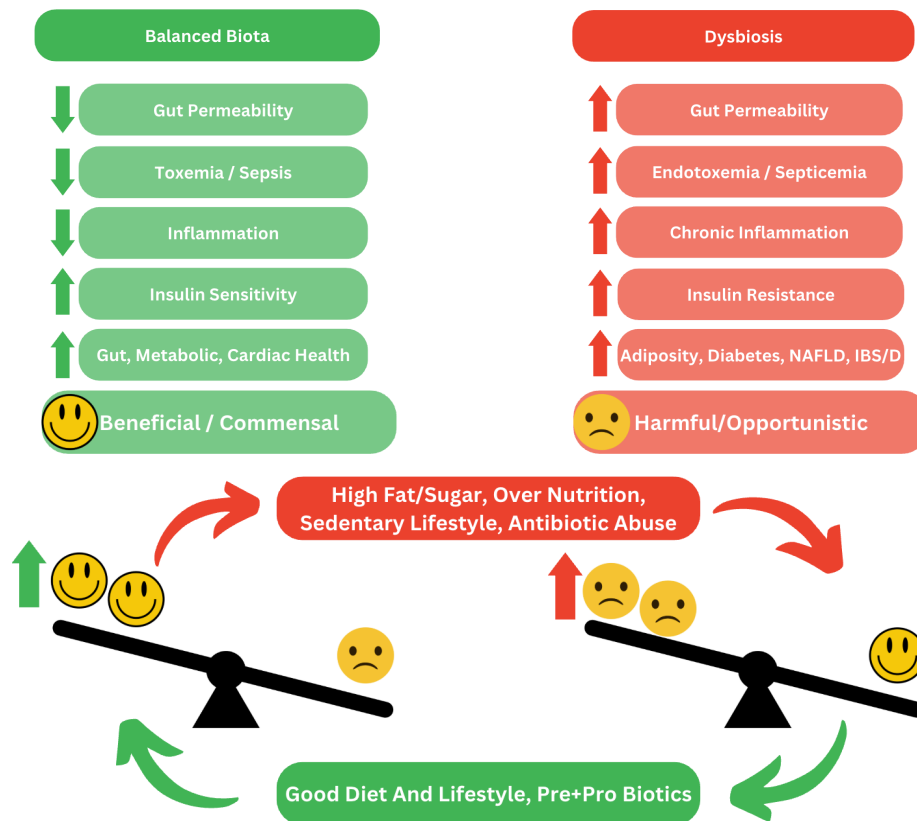 Balanced Biota
Gut Permeability
Toxemia / Sepsis
Inflammation
Insulin Sensitivity
Gut, Metabolic, Cardiac Health
Beneficial / Commensal
Dysbiosis
Gut Permeability
Endotoxemia / Septicemia
Chronic Inflammation
Insulin Resistance
Adiposity, Diabetes, NAFLD, IBS/D
Harmful/Opportunistic
High Fat/Sugar, Over Nutrition,
Sedentary Lifestyle, Antibiotic Abuse
Good Diet And Lifestyle, Pre+Pro Biotics